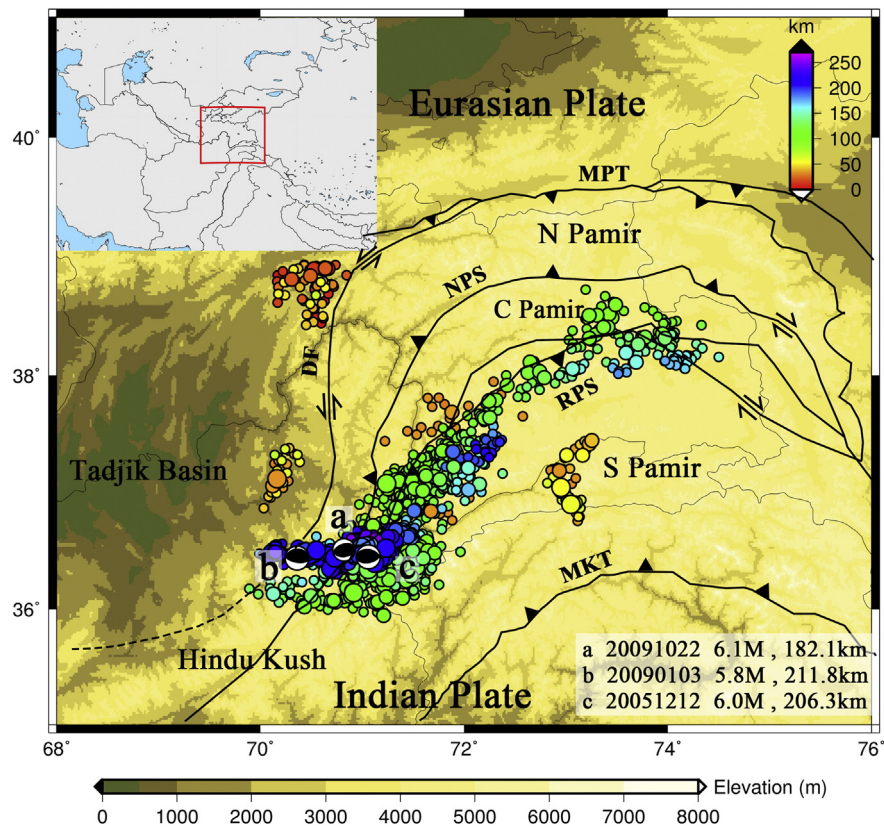 km
250
200
150
100
50
0
Eurasian Plate
40°
MPT
N Pamir
NPS
C Pamir
DF
38°
RPS
Tadjik Basin
S Pamir
a
b
c
MKT
36°
Hindu Kush
Indian Plate
a 20091022 6.1M , 182.1km
b 20090103 5.8M , 211.8km
c 20051212 6.0M , 206.3km
68° 70° 72° 74° 76°
Elevation (m)
0 1000 2000 3000 4000 5000 6000 7000 8000